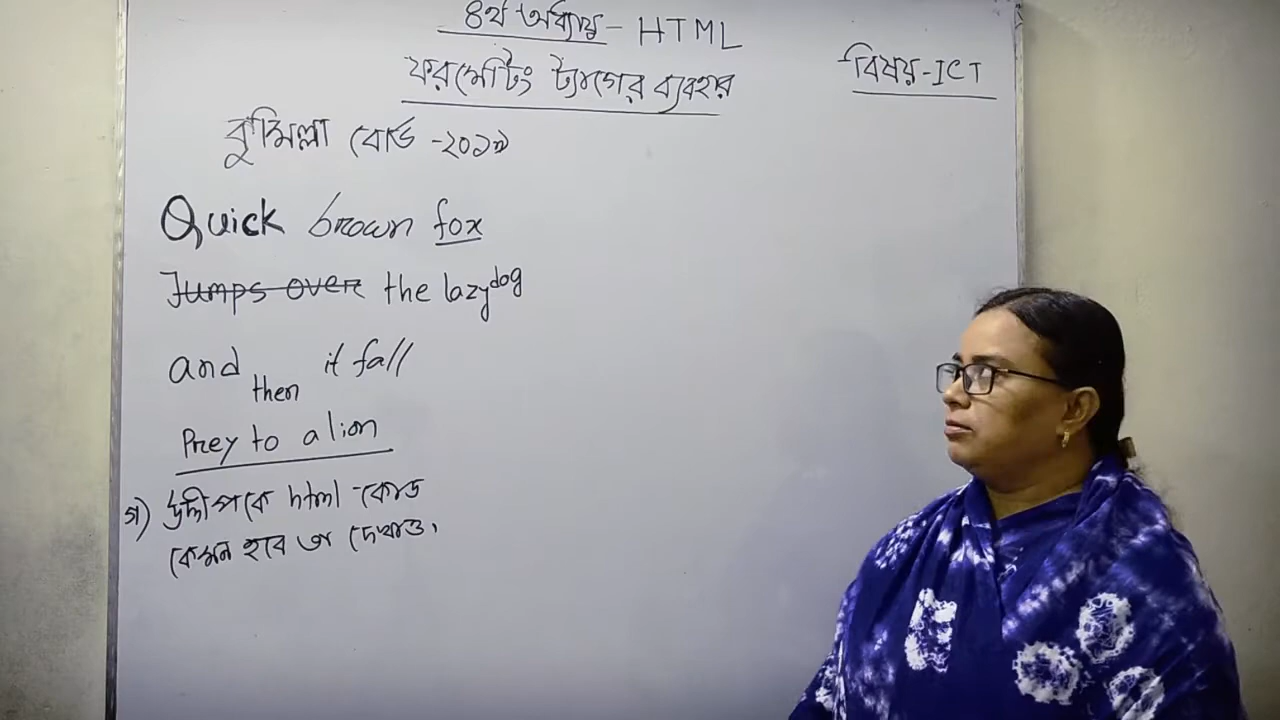 ৪র্থ অধ্যায় - HTML
ফরমেটিং ট্যাগের ব্যবহার
বিষয়-ICT
কুমিল্লা বোর্ড -২০১৯
Quick brown fox
Jumps over the lazy dog
and then it fall
Prey to a lion
গ) উদ্দীপকে html-কোড
কেমন হবে তা দেখাও।